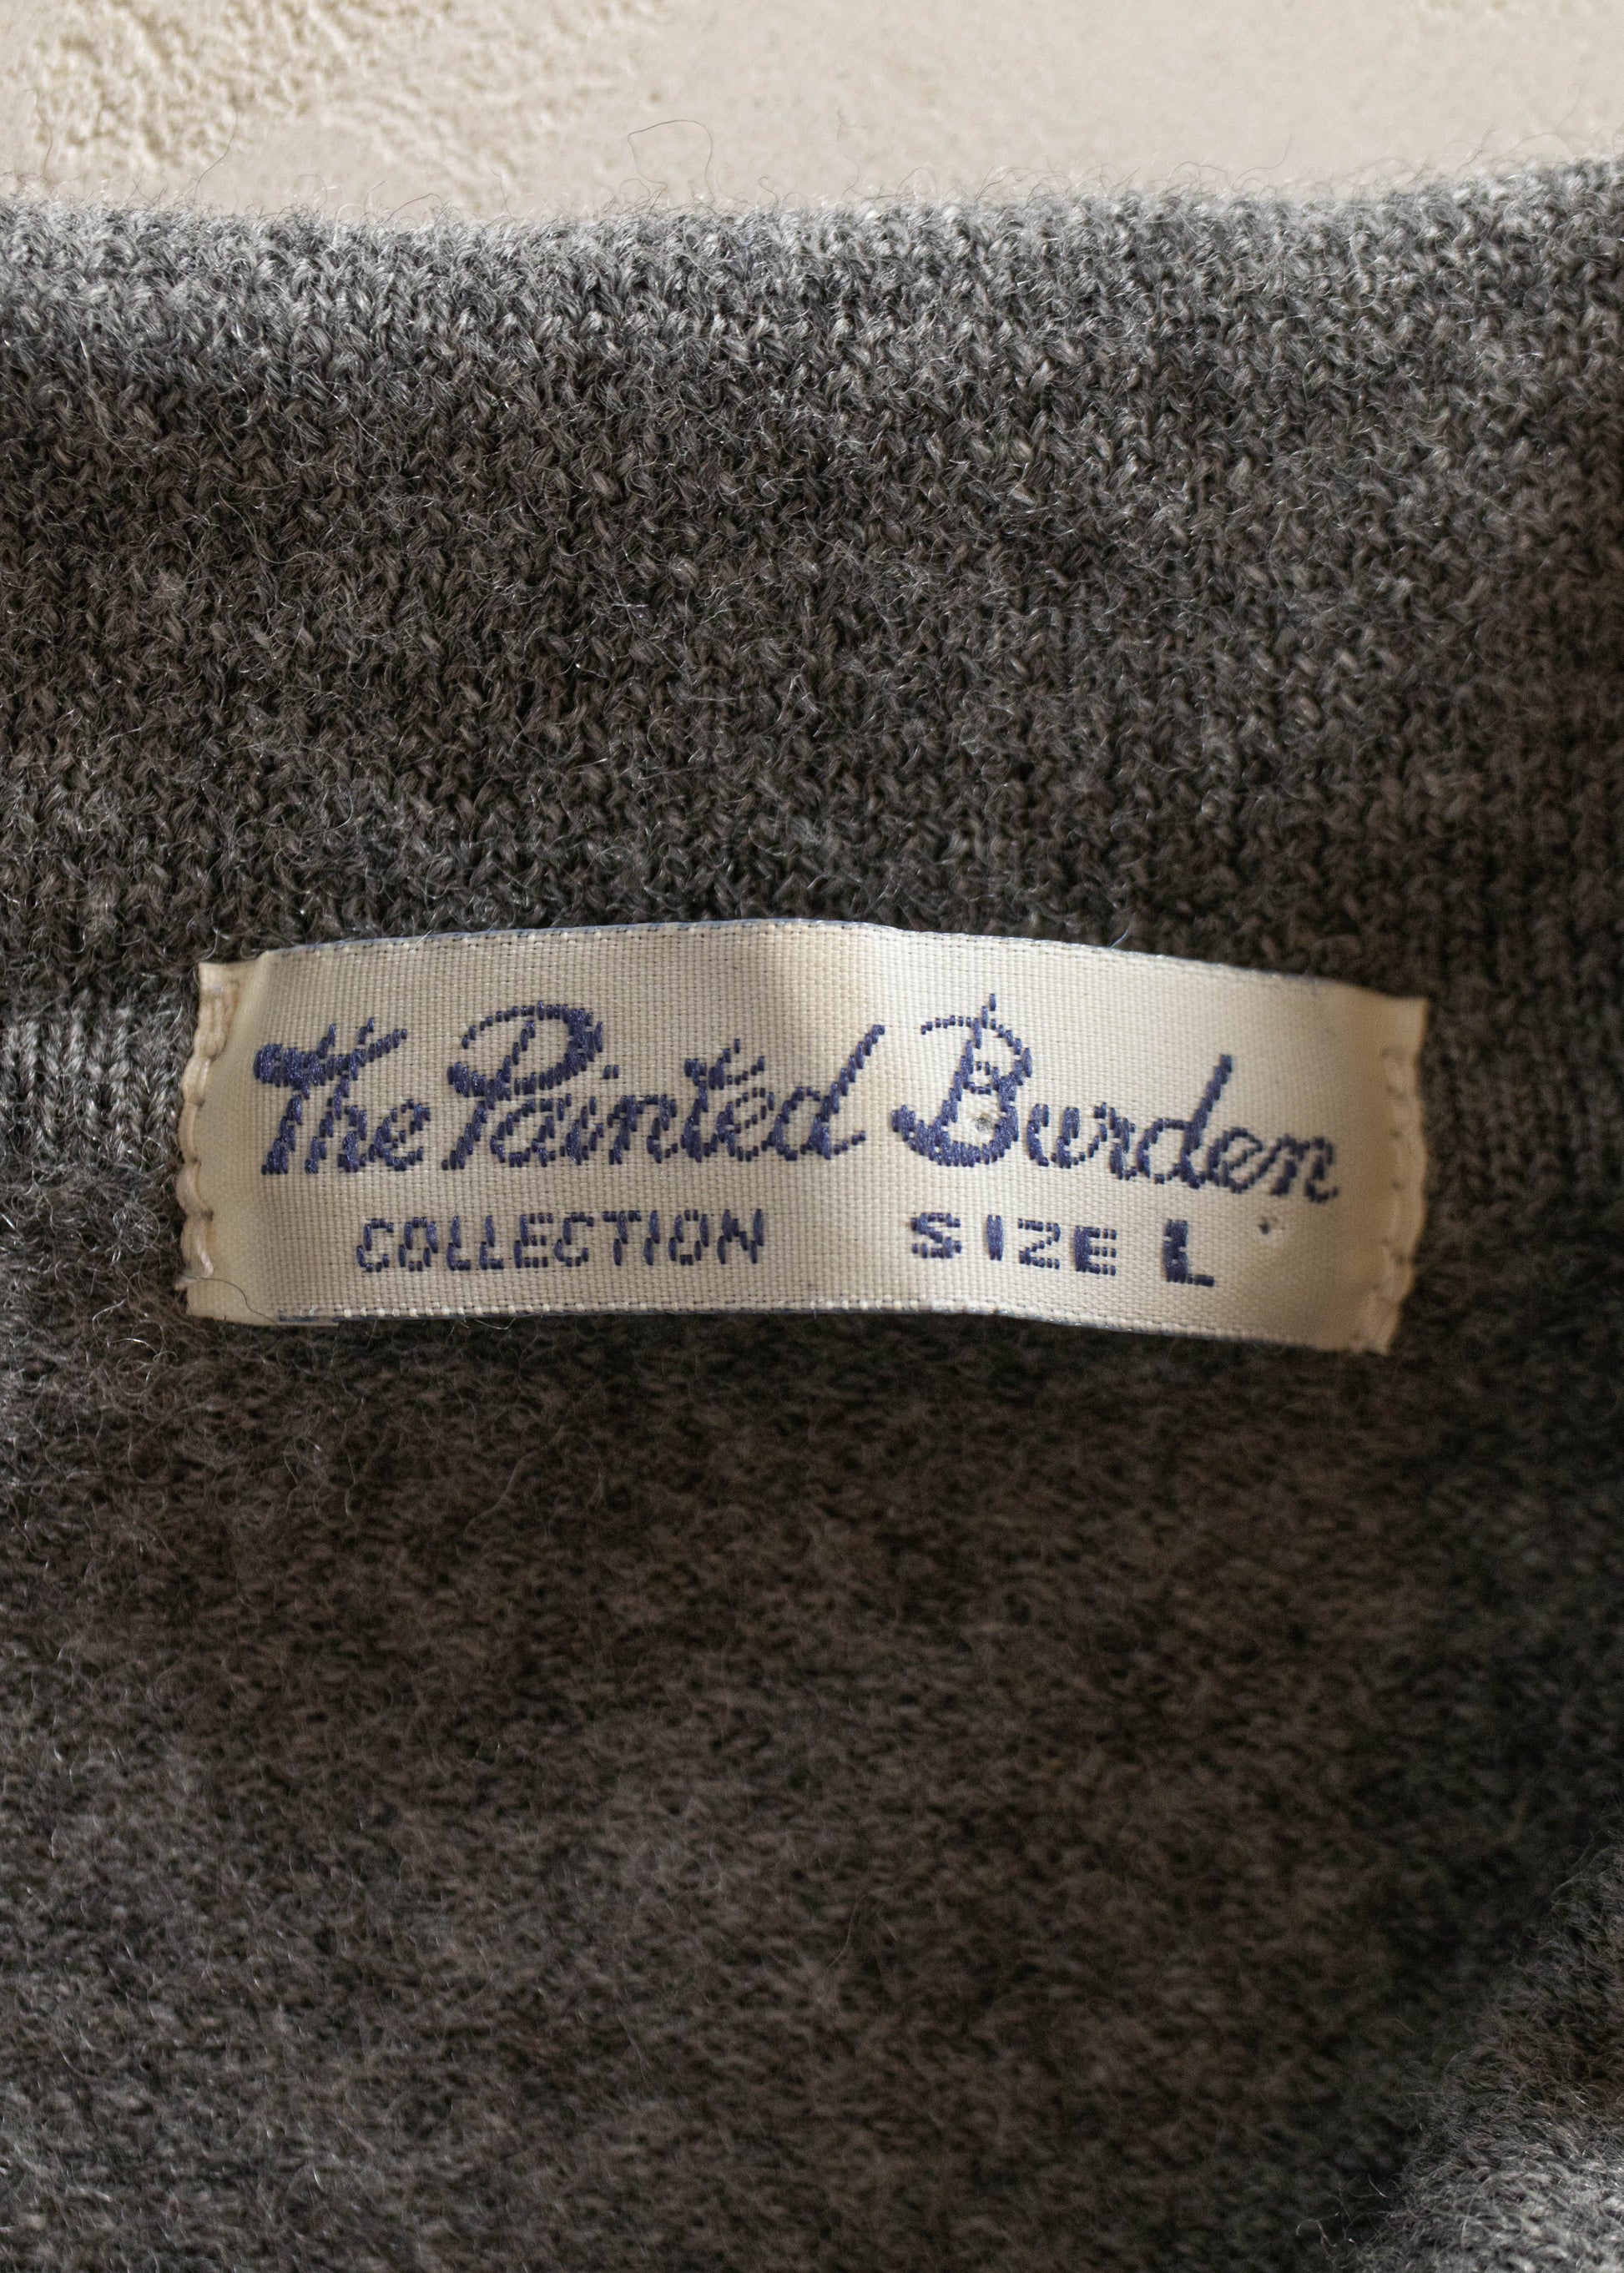 The Painted Burden
COLLECTION SIZE L